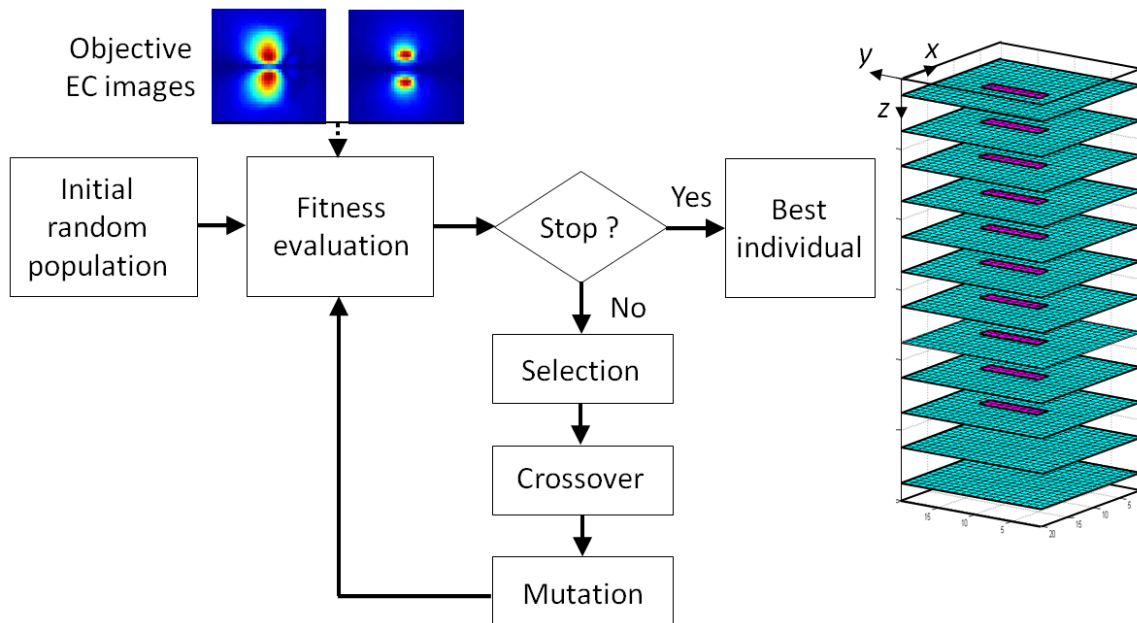 Objective
EC images
Initial
random
population
Fitness
evaluation
Stop ?
Yes
No
Best
individual
Selection
Crossover
Mutation
y
x
z
15
10
5
20
15
10
5